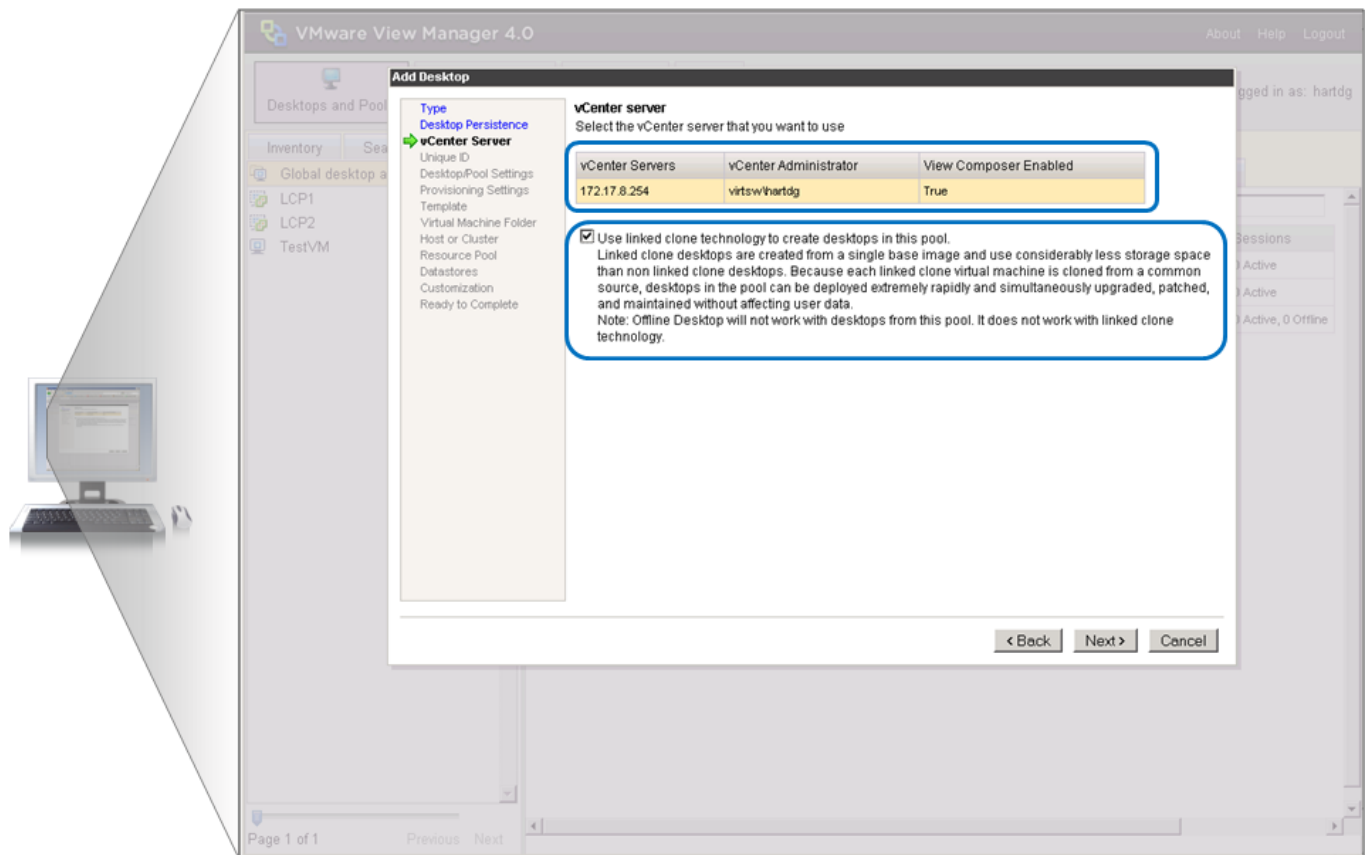 VMware View Manager 4.0
About Help Logout
Desktops and Pool
gged in as: hartdg
Inventory Sea
Global desktop a
LCP1
LCP2
TestVM
Add Desktop
Type
Desktop Persistence
vCenter Server
Unique ID
Desktop/Pool Settings
Provisioning Settings
Template
Virtual Machine Folder
Host or Cluster
Resource Pool
Datastores
Customization
Ready to Complete
vCenter server
Select the vCenter server that you want to use
vCenter Servers vCenter Administrator View Composer Enabled
172.17.8.254 virtsw\hartdg True
Use linked clone technology to create desktops in this pool.
Linked clone desktops are created from a single base image and use considerably less storage space
than non linked clone desktops. Because each linked clone virtual machine is cloned from a common
source, desktops in the pool can be deployed extremely rapidly and simultaneously upgraded, patched,
and maintained without affecting user data.
Note: Offline Desktop will not work with desktops from this pool. It does not work with linked clone
technology.
Sessions
0 Active
0 Active
0 Active, 0 Offline
< Back Next > Cancel
Page 1 of 1 Previous Next